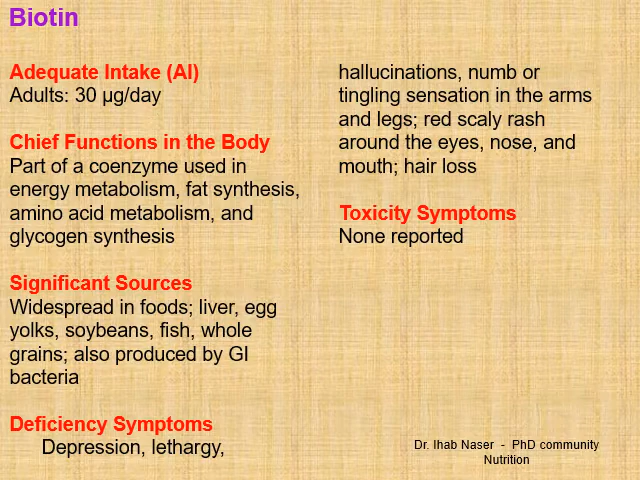 Biotin
Adequate Intake (AI)
Adults: 30 µg/day
Chief Functions in the Body
Part of a coenzyme used in
energy metabolism, fat synthesis,
amino acid metabolism, and
glycogen synthesis
Significant Sources
Widespread in foods; liver, egg
yolks, soybeans, fish, whole
grains; also produced by GI
bacteria
Deficiency Symptoms
Depression, lethargy,
hallucinations, numb or
tingling sensation in the arms
and legs; red scaly rash
around the eyes, nose, and
mouth; hair loss
Toxicity Symptoms
None reported
Dr. Ihab Naser - PhD community
Nutrition